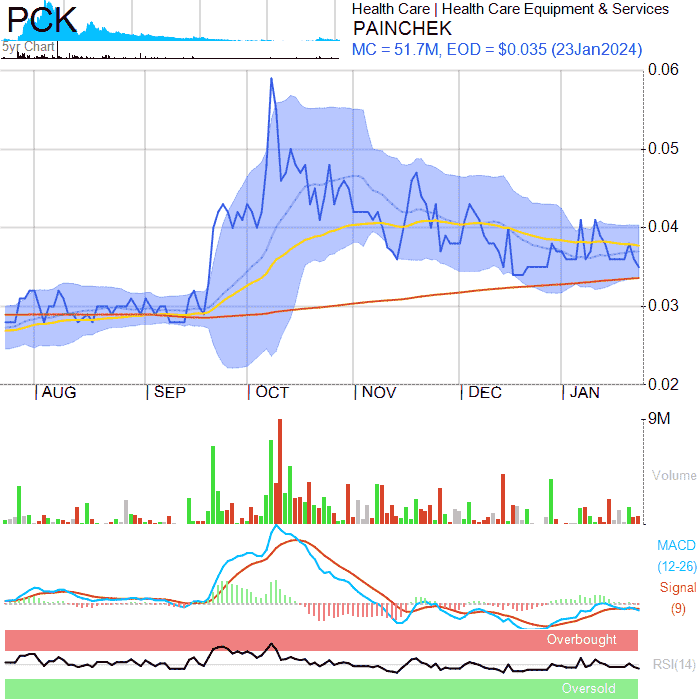 PCK
5yr Chart
Health Care | Health Care Equipment & Services
PAINCHEK
MC = 51.7M, EOD = $0.035 (23Jan2024)
0.06
0.05
0.04
0.03
0.02
AUG
SEP
OCT
NOV
DEC
JAN
9M
Volume
MACD
(12-26)
Signal
(9)
Overbought
RSI(14)
Oversold